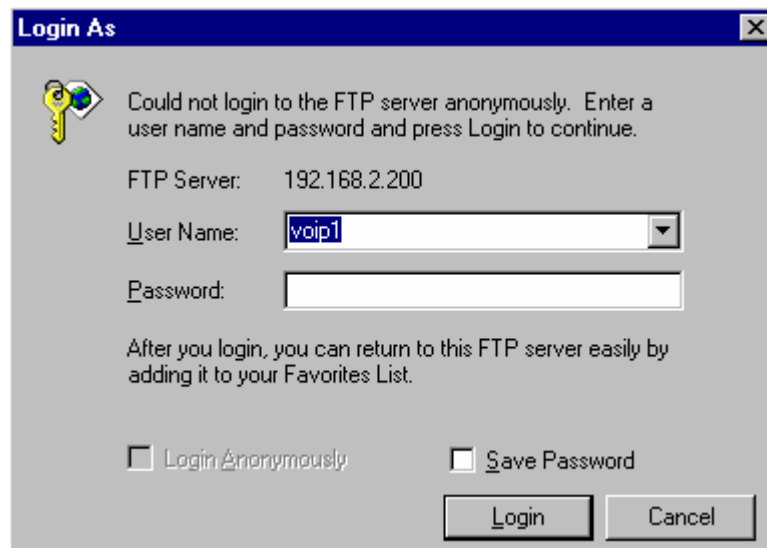 Login As
Could not login to the FTP server anonymously. Enter a
user name and password and press Login to continue.
FTP Server: 192.168.2.200
User Name: voip1
Password:
After you login, you can return to this FTP server easily by
adding it to your Favorites List.
Login Anonymously Save Password
Login Cancel